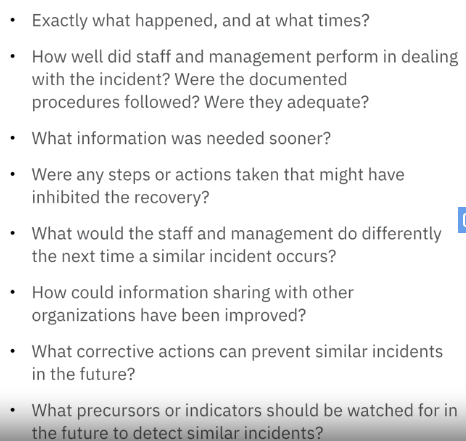 • Exactly what happened, and at what times?
• How well did staff and management perform in dealing
with the incident? Were the documented
procedures followed? Were they adequate?
• What information was needed sooner?
• Were any steps or actions taken that might have
inhibited the recovery?
• What would the staff and management do differently
the next time a similar incident occurs?
• How could information sharing with other
organizations have been improved?
• What corrective actions can prevent similar incidents
in the future?
• What precursors or indicators should be watched for in
the future to detect similar incidents?